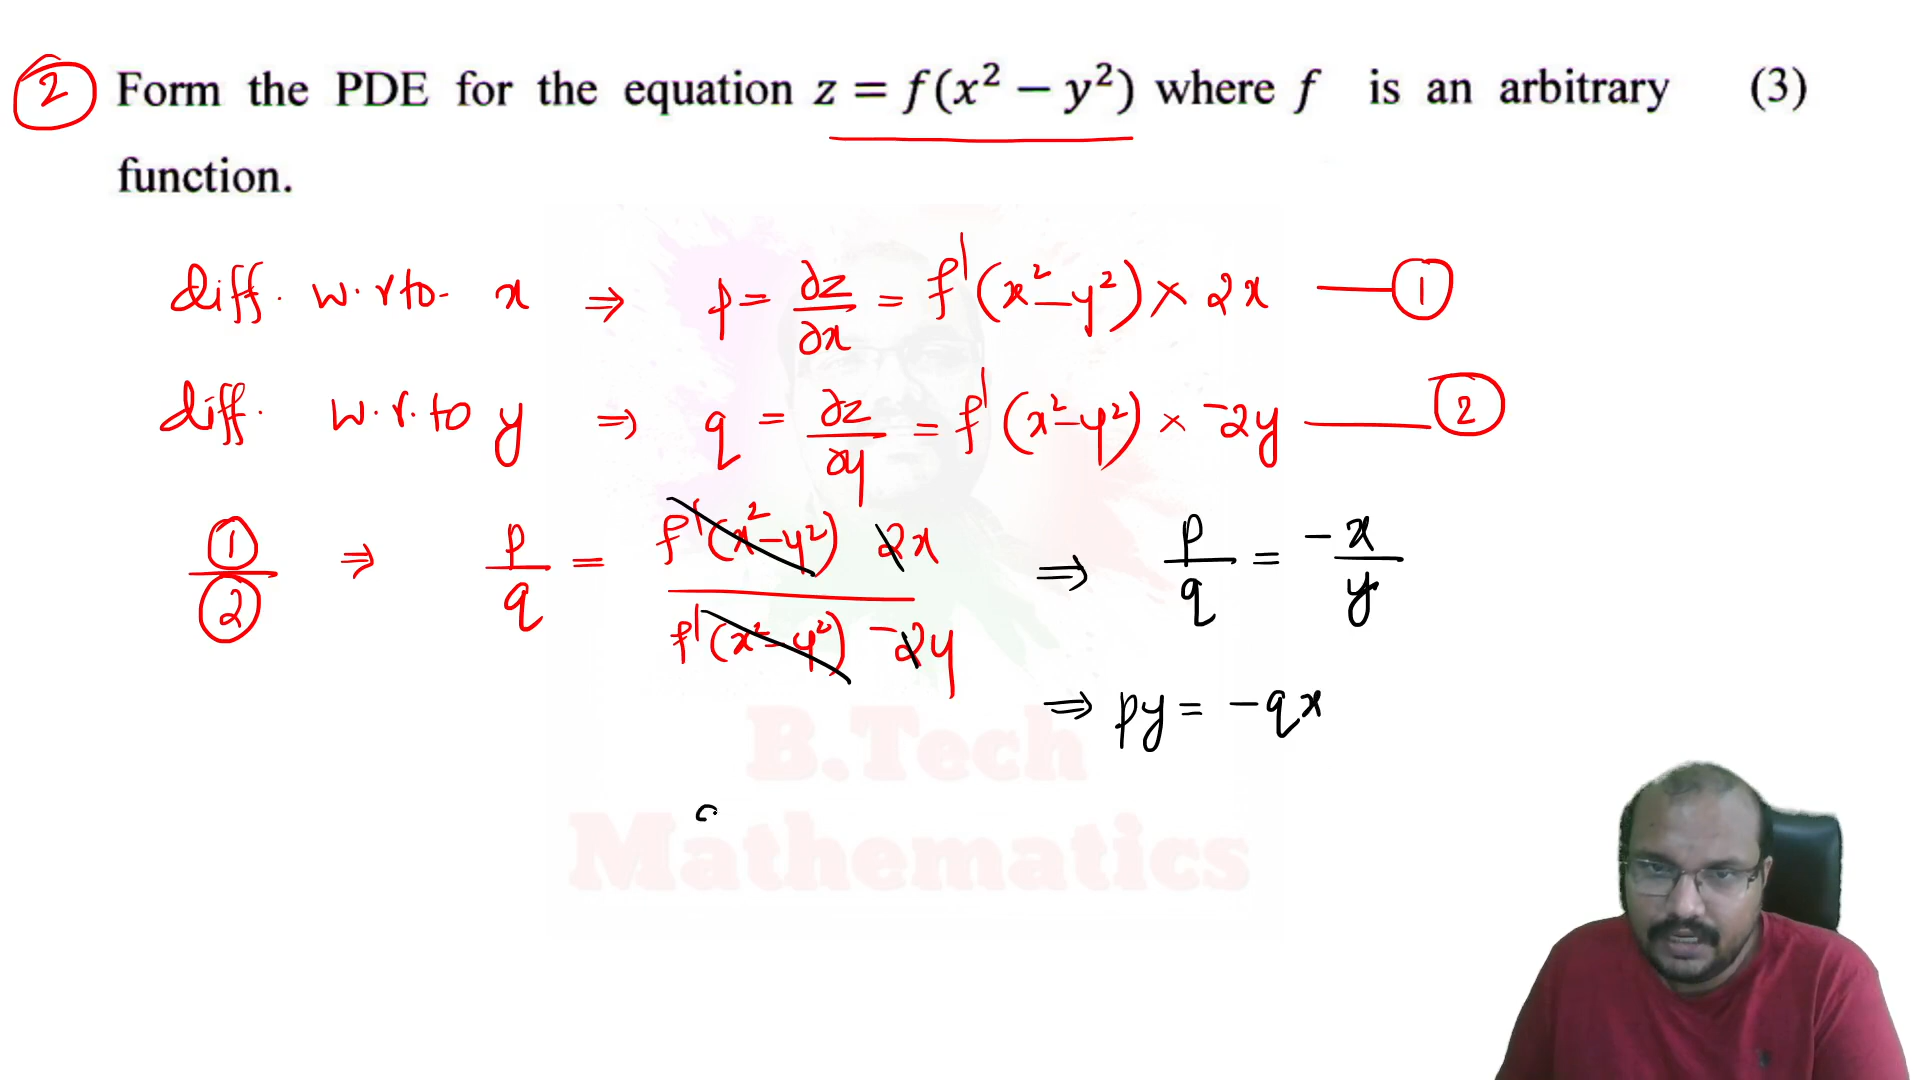 2 Form the PDE for the equation z = f(x² − y²) where f is an arbitrary (3)
function.
diff. w.r.to. x ⇒ p = ∂z/∂x = f'(x²−y²) × 2x —— 1
diff. w.r.to y ⇒ q = ∂z/∂y = f'(x²−y²) × −2y —— 2
1/2 ⇒ p/q = f'(x²−y²) 2x / f'(x²−y²) −2y ⇒ p/q = −x/y
⇒ py = −qx
B.Tech
Mathematics